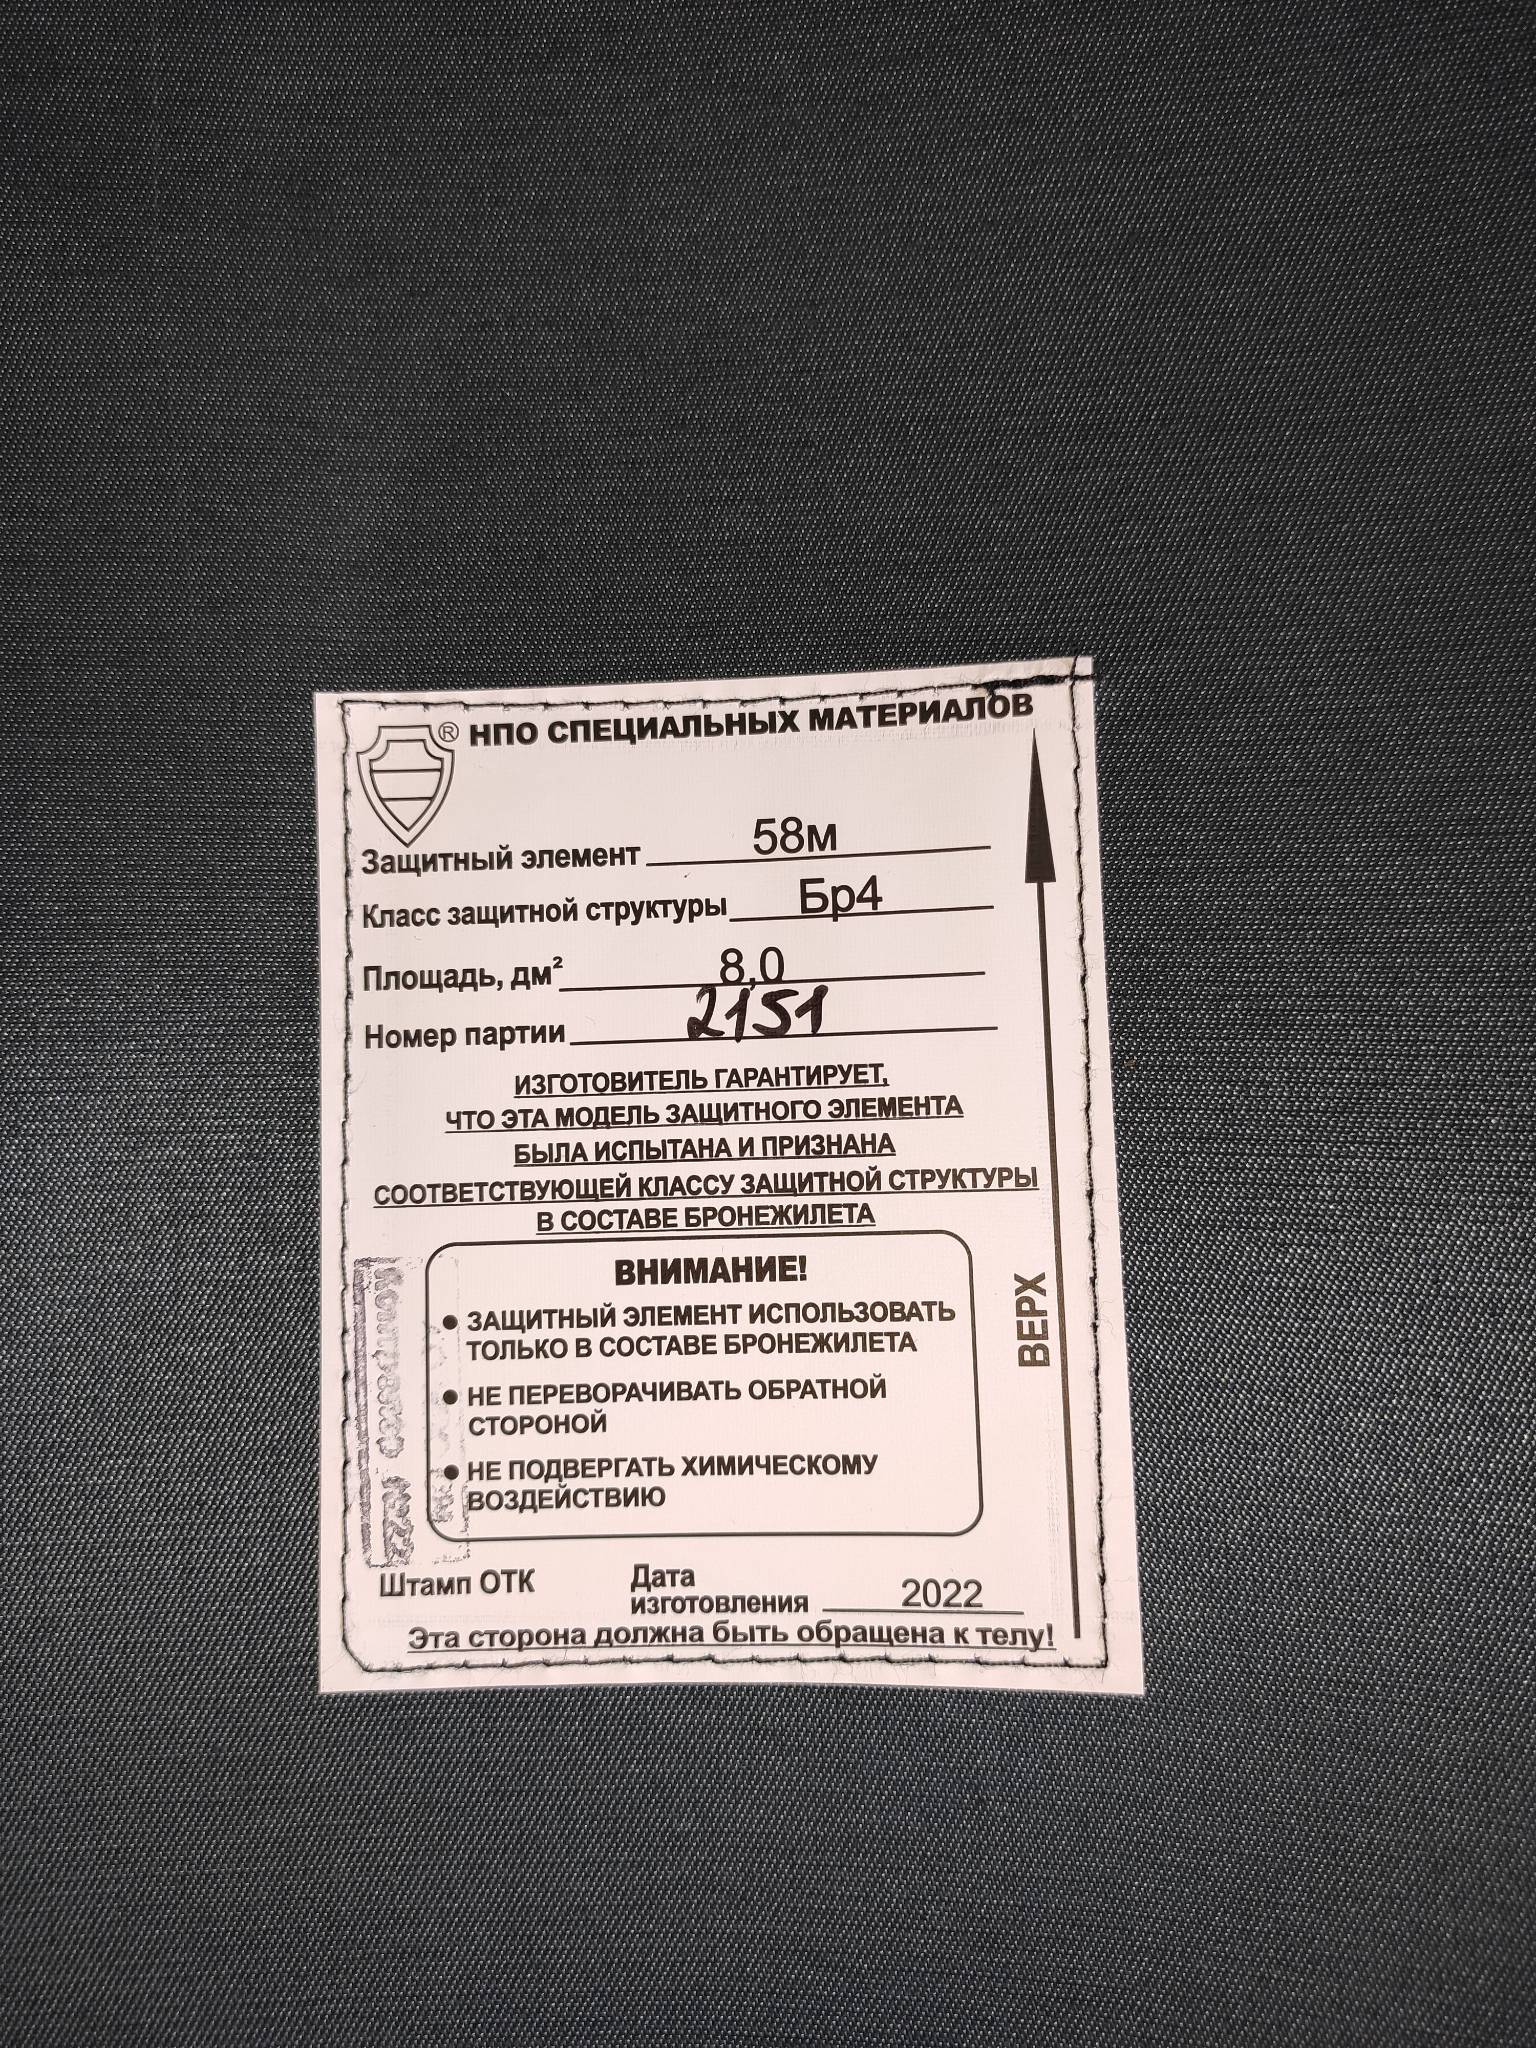 ® НПО СПЕЦИАЛЬНЫХ МАТЕРИАЛОВ
Защитный элемент 58м
Класс защитной структуры Бр4
Площадь, дм² 8,0
Номер партии 2151
ИЗГОТОВИТЕЛЬ ГАРАНТИРУЕТ,
ЧТО ЭТА МОДЕЛЬ ЗАЩИТНОГО ЭЛЕМЕНТА
БЫЛА ИСПЫТАНА И ПРИЗНАНА
СООТВЕТСТВУЮЩЕЙ КЛАССУ ЗАЩИТНОЙ СТРУКТУРЫ
В СОСТАВЕ БРОНЕЖИЛЕТА
ВНИМАНИЕ!
● ЗАЩИТНЫЙ ЭЛЕМЕНТ ИСПОЛЬЗОВАТЬ
ТОЛЬКО В СОСТАВЕ БРОНЕЖИЛЕТА
● НЕ ПЕРЕВОРАЧИВАТЬ ОБРАТНОЙ
СТОРОНОЙ
● НЕ ПОДВЕРГАТЬ ХИМИЧЕСКОМУ
ВОЗДЕЙСТВИЮ
ВЕРХ
Штамп ОТК
Дата
изготовления 2022
Эта сторона должна быть обращена к телу!